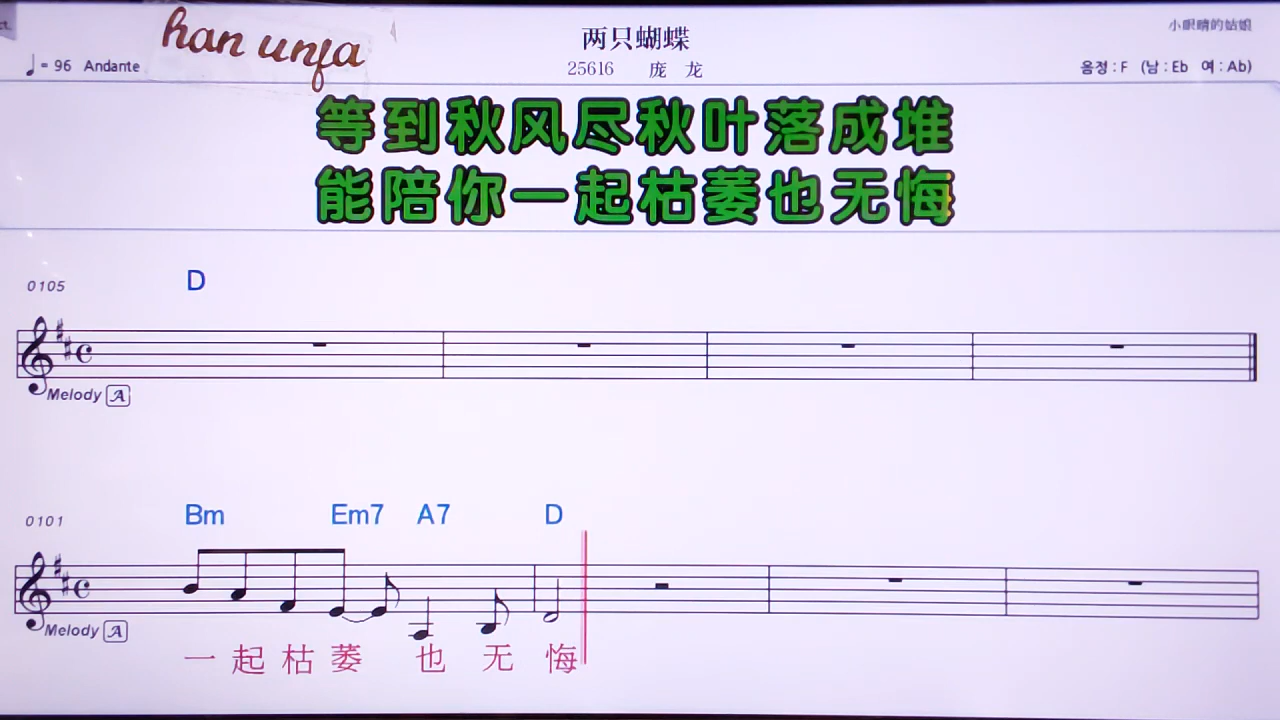 ct.
han unfa
两只蝴蝶
小眼睛的姑娘
♩= 96 Andante
25616 庞 龙
음정 : F (남 : Eb 여 : Ab)
等到秋风尽秋叶落成堆
能陪你一起枯萎也无悔
0105
D
Melody A
0101
Bm Em7 A7 D
Melody A
一 起 枯 萎 也 无 悔